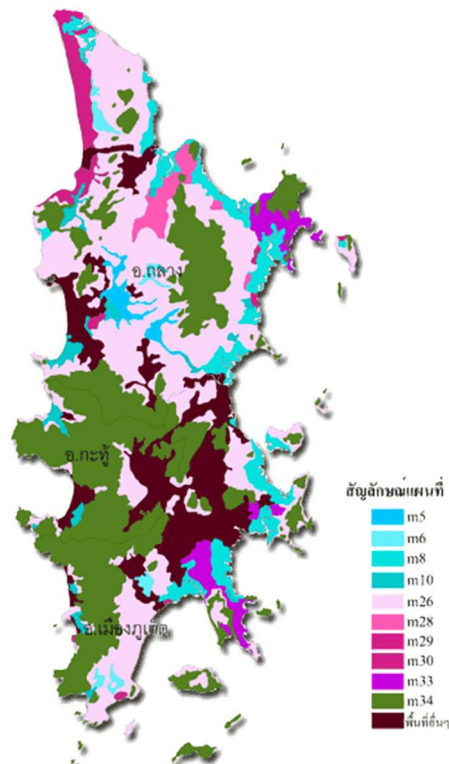 อ.ถลาง
อ.กะทู้
อ.เมืองภูเก็ต
สัญลักษณ์แผนที่
m5
m6
m8
m10
m26
m28
m29
m30
m33
m34
พื้นที่อื่นๆ